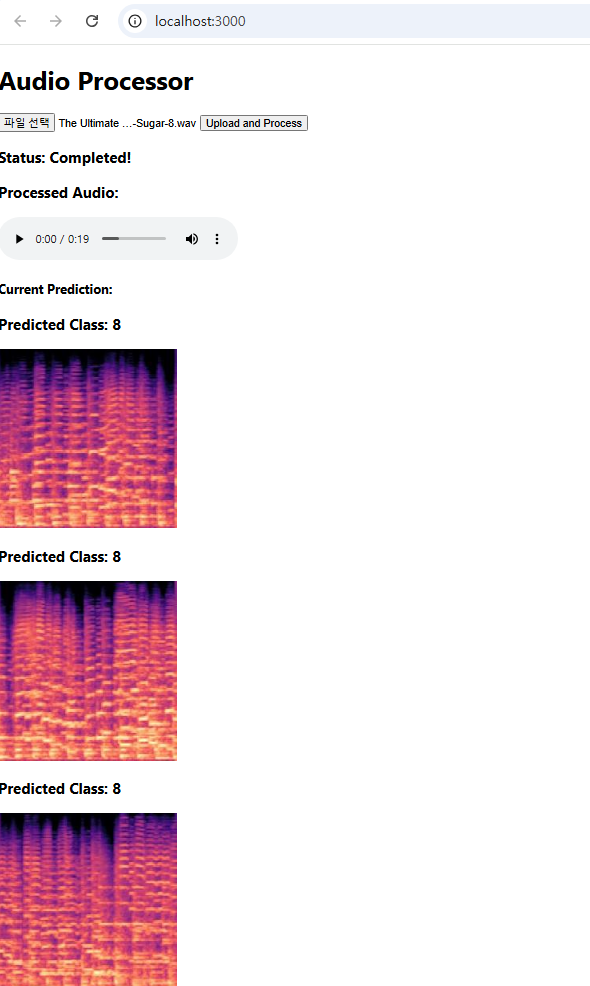 localhost:3000
Audio Processor
파일 선택 The Ultimate ...-Sugar-8.wav Upload and Process
Status: Completed!
Processed Audio:
0:00 / 0:19
Current Prediction:
Predicted Class: 8
Predicted Class: 8
Predicted Class: 8